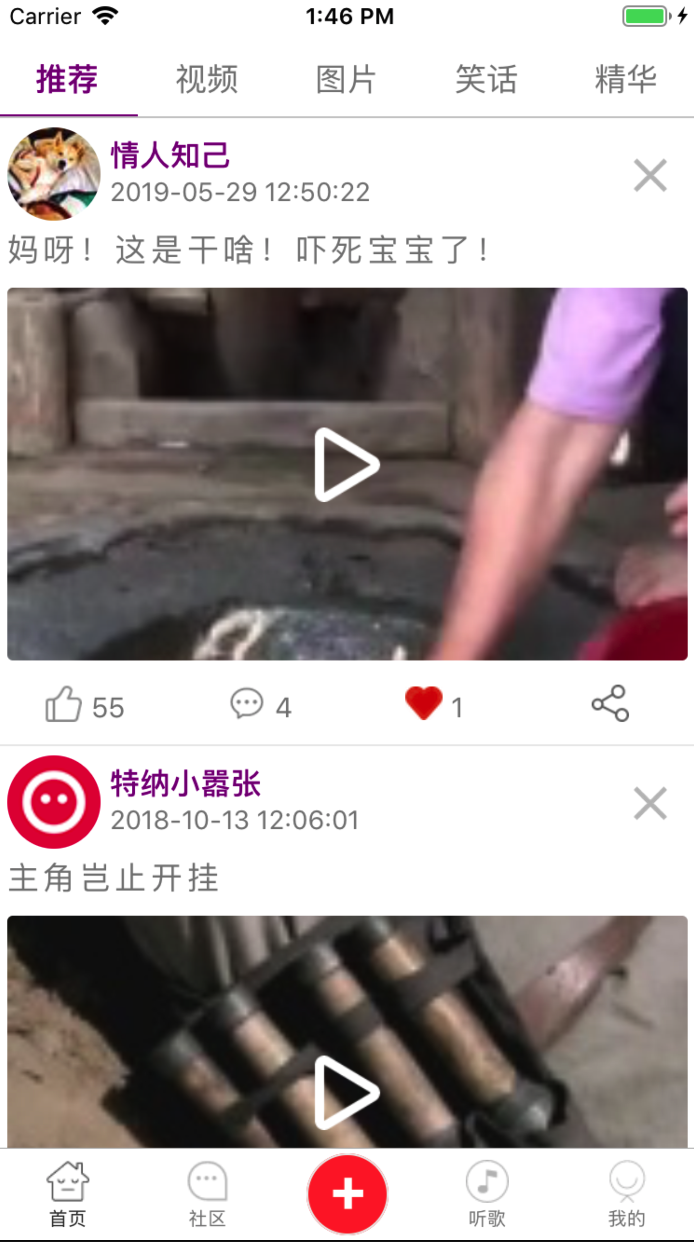 Carrier 1:46 PM
推荐 视频 图片 笑话 精华
情人知己
2019-05-29 12:50:22
妈呀！这是干啥！吓死宝宝了！
55 4 1
特纳小嚣张
2018-10-13 12:06:01
主角岂止开挂
首页 社区 听歌 我的